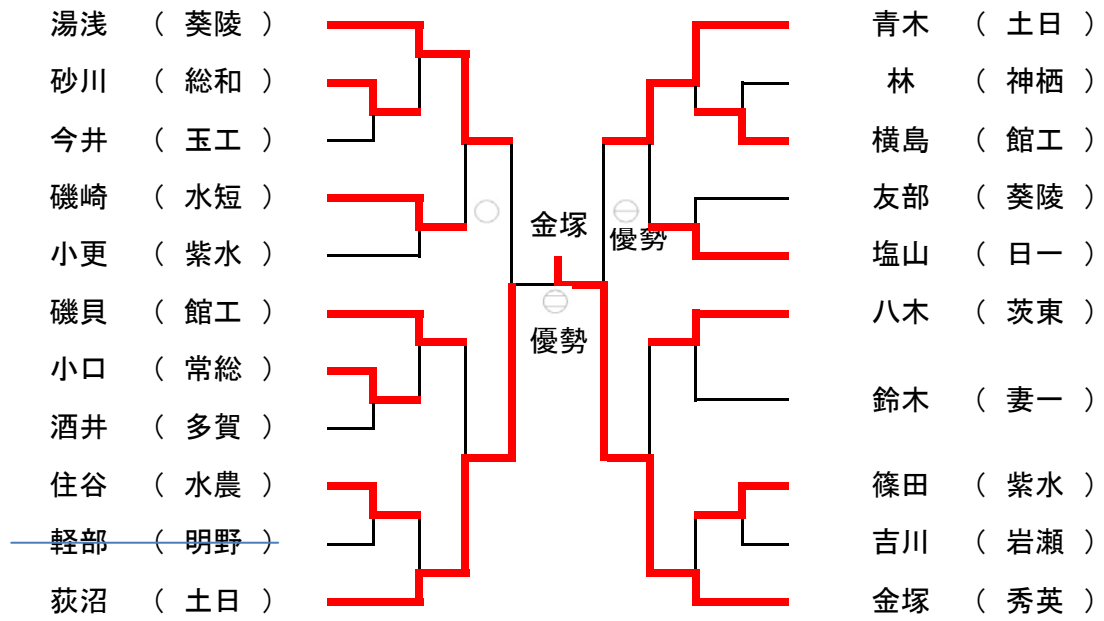 湯浅 （ 葵陵 ）
砂川 （ 総和 ）
今井 （ 玉工 ）
磯崎 （ 水短 ）
小更 （ 紫水 ）
磯貝 （ 館工 ）
小口 （ 常総 ）
酒井 （ 多賀 ）
住谷 （ 水農 ）
軽部 （ 明野 ）
荻沼 （ 土日 ）
金塚
優勢
優勢
青木 （ 土日 ）
林 （ 神栖 ）
横島 （ 館工 ）
友部 （ 葵陵 ）
塩山 （ 日一 ）
八木 （ 茨東 ）
鈴木 （ 妻一 ）
篠田 （ 紫水 ）
吉川 （ 岩瀬 ）
金塚 （ 秀英 ）